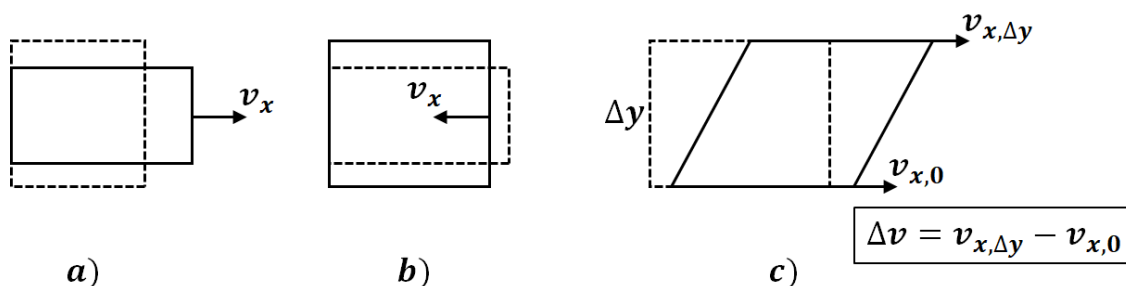 v_x
v_x
Δy
v_{x,Δy}
v_{x,0}
Δv = v_{x,Δy} − v_{x,0}
a)
b)
c)